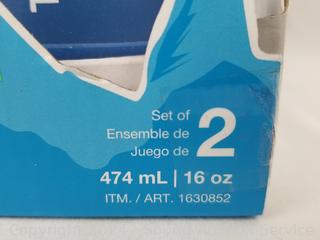 Set of
Ensemble de
Juego de
2
474 mL | 16 oz
ITM. / ART. 1630852